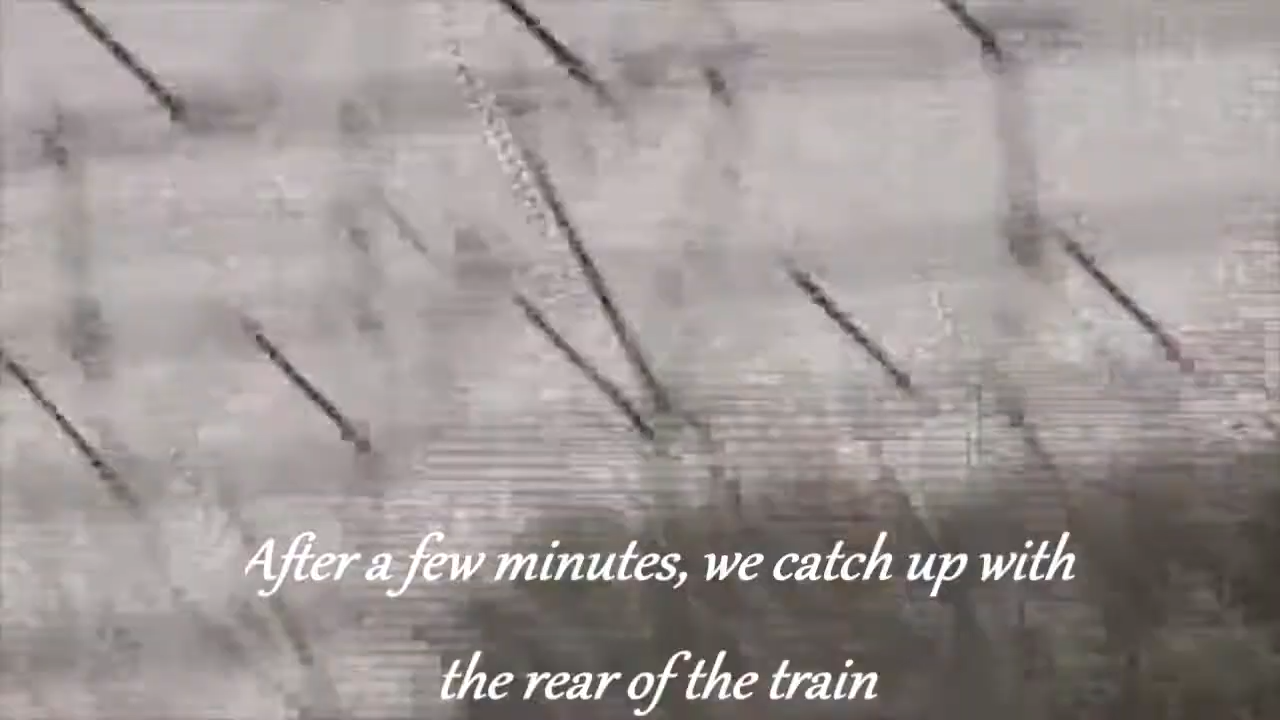 After a few minutes, we catch up with
the rear of the train